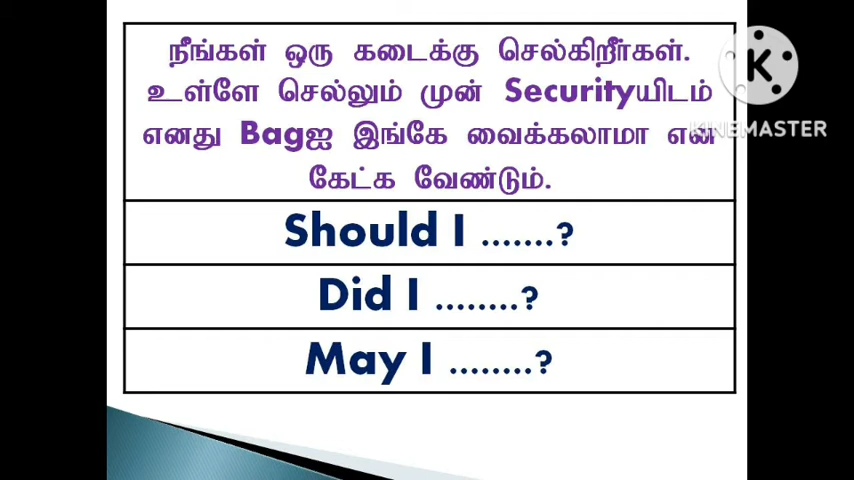 நீங்கள் ஒரு கடைக்கு செல்கிறீர்கள்.
உள்ளே செல்லும் முன் Securityயிடம்
எனது Bagஐ இங்கே வைக்கலாமா என
கேட்க வேண்டும்.
Should I .......?
Did I ........?
May I ........?
K
KINEMASTER